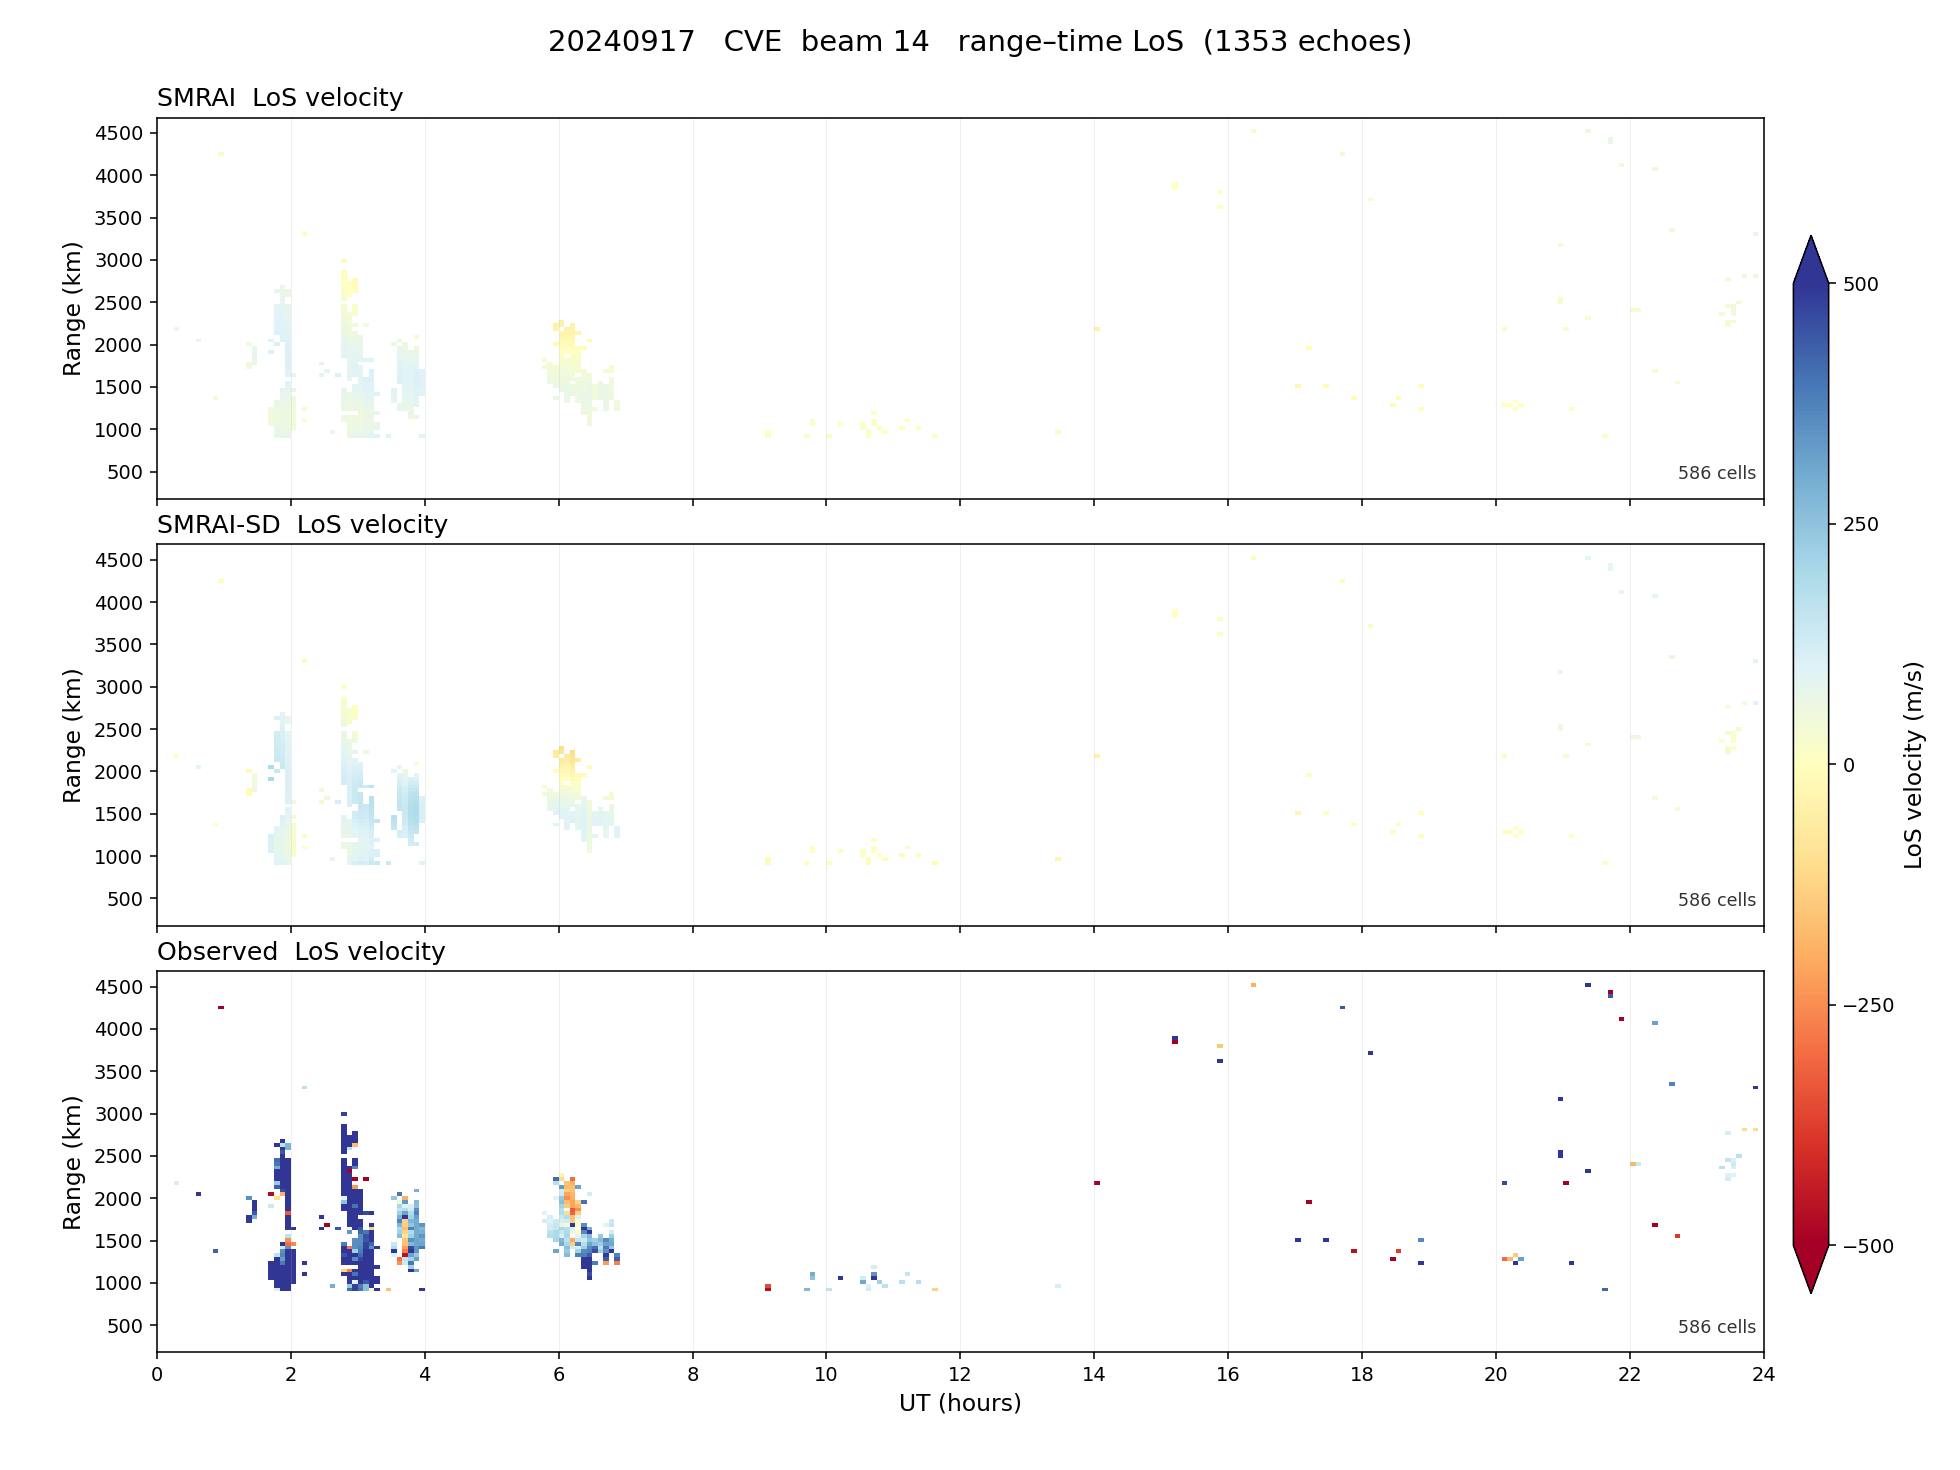 20240917   CVE  beam 14   range–time LoS  (1353 echoes)
SMRAI  LoS velocity
4500
4000
3500
3000
2500
2000
1500
1000
500
Range (km)
586 cells
SMRAI-SD  LoS velocity
4500
4000
3500
3000
2500
2000
1500
1000
500
Range (km)
586 cells
Observed  LoS velocity
4500
4000
3500
3000
2500
2000
1500
1000
500
Range (km)
586 cells
0 2 4 6 8 10 12 14 16 18 20 22 24
UT (hours)
500
250
0
−250
−500
LoS velocity (m/s)